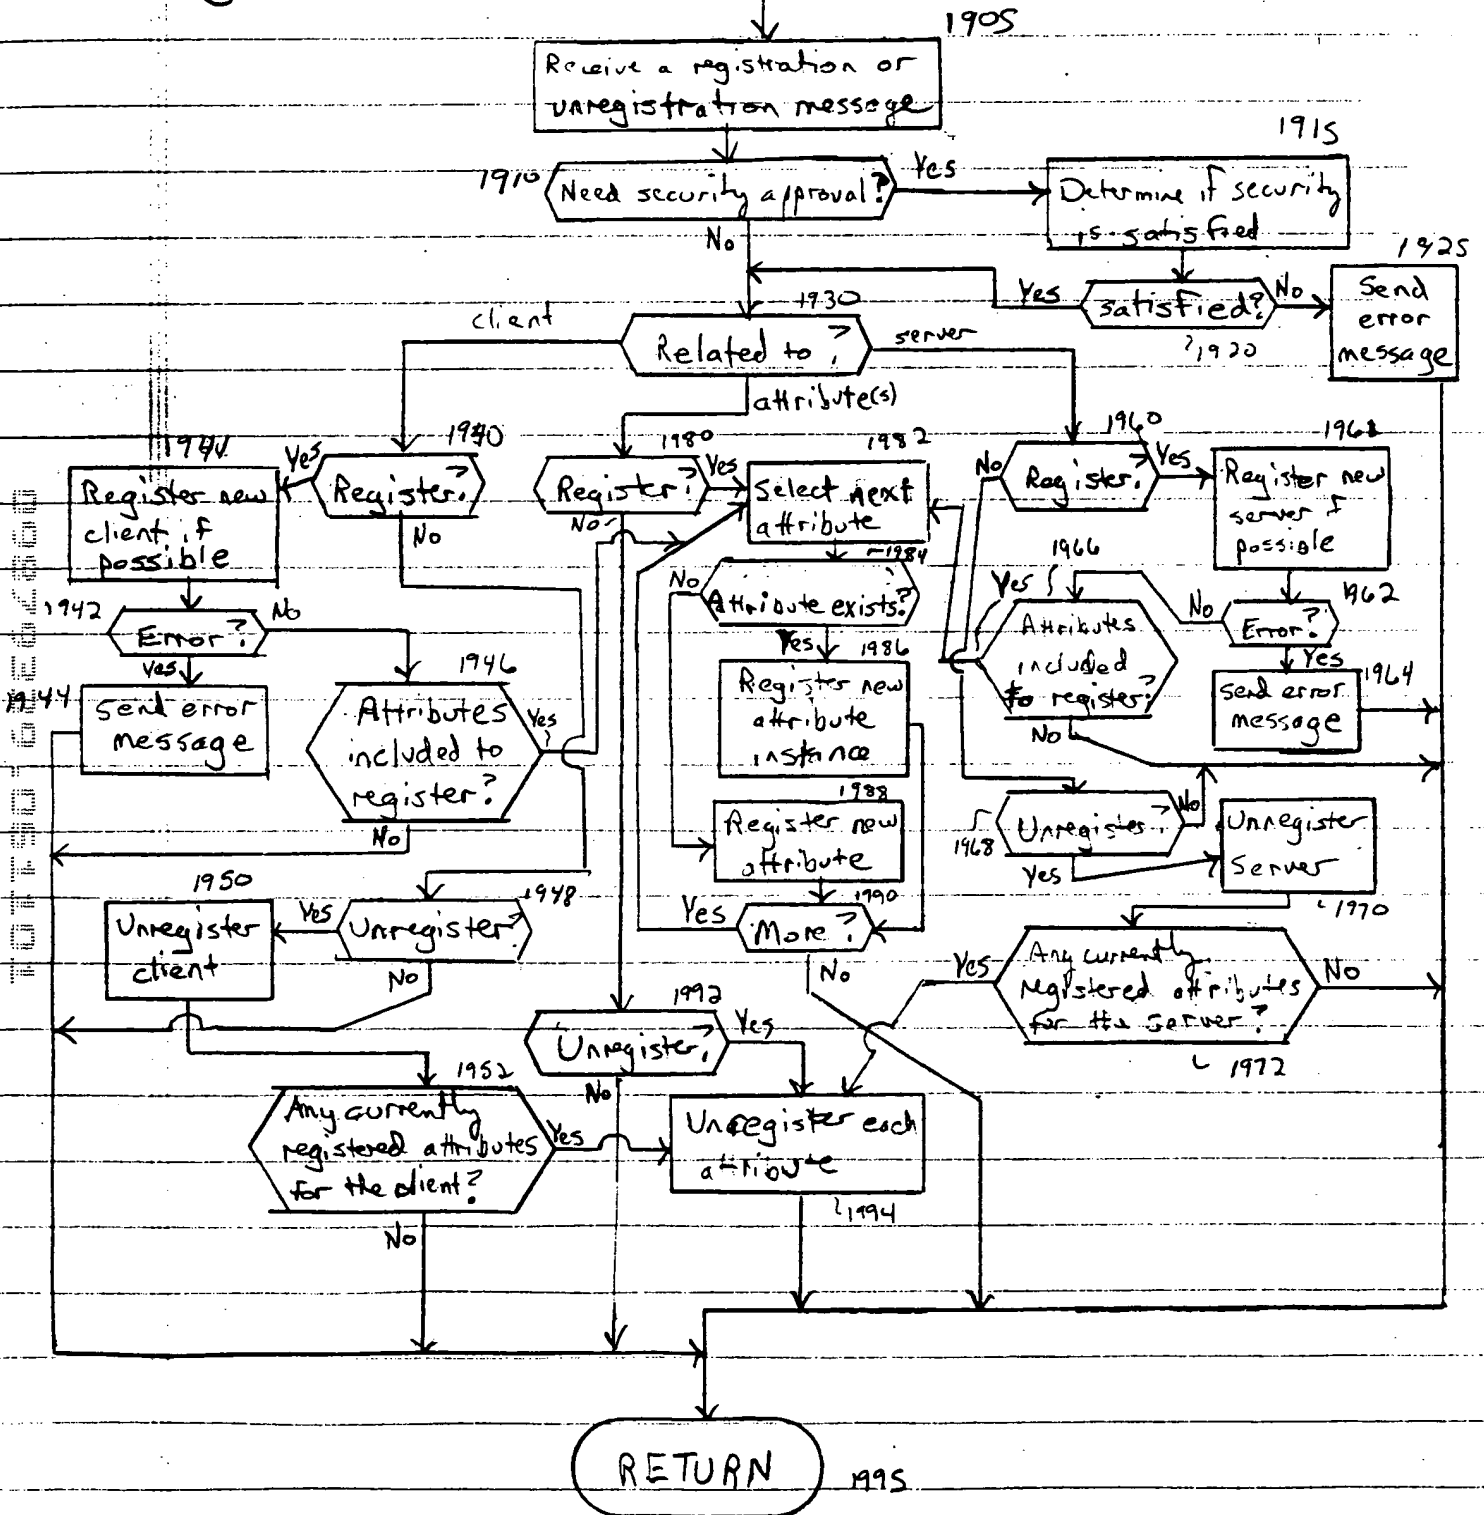 1905
Receive a registration or
unregistration message
1910
Need security approval?
Yes
No
1915
Determine if security
is satisfied
satisfied?
1920
Yes
No
1925
Send
error
message
1930
Related to ?
client
attribute(s)
server
1940
Register?
Yes
No
Register new
client if
possible
1942
Error?
No
Yes
1944
Send error
message
1946
Attributes
included to
register?
Yes
No
1948
Unregister?
Yes
No
1950
Unregister
client
1952
Any currently
registered attributes
for the client?
Yes
No
1980
Register?
Yes
No
1982
Select next
attribute
1984
Attribute exists?
No
Yes
1986
Register new
attribute
instance
1988
Register new
attribute
1990
More?
Yes
No
1992
Unregister?
Yes
No
Unregister each
attribute
1994
1960
Register?
No
Yes
Register new
server if
possible
1962
Error?
No
Yes
1964
send error
message
1966
Attributes
included
to register?
Yes
No
1968
Unregister?
No
Yes
Unregister
Server
1970
Any currently
registered attributes
for the server?
Yes
No
1972
RETURN
1995